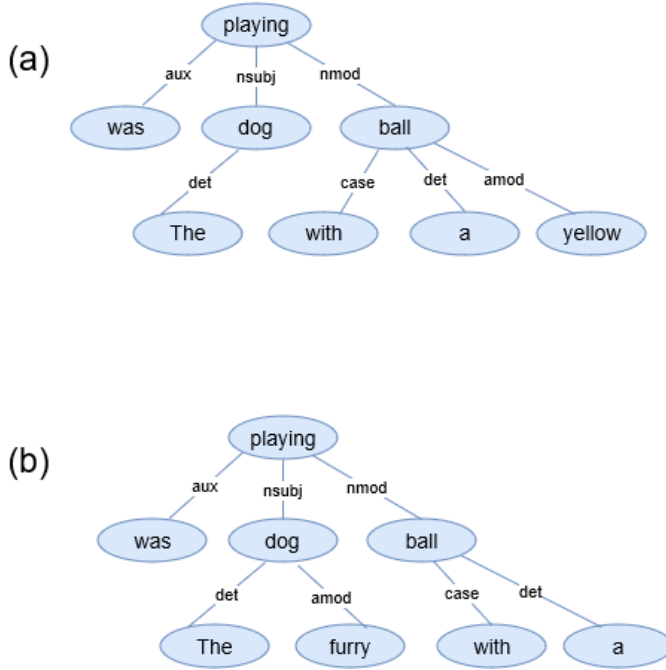 playing
(a)
aux nsubj nmod
was dog ball
det case det amod
The with a yellow
playing
(b)
aux nsubj nmod
was dog ball
det amod case det
The furry with a